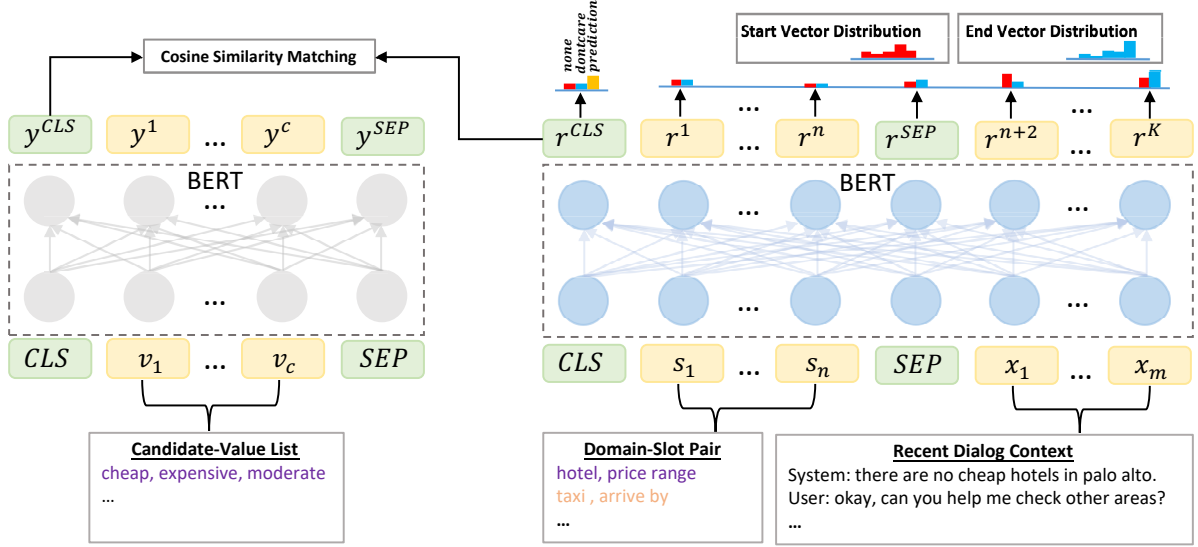 Cosine Similarity Matching
none
dontcare
prediction
Start Vector Distribution
End Vector Distribution
y^{CLS} y^1 ... y^c y^{SEP}
r^{CLS} r^1 ... r^n r^{SEP} r^{n+2} ... r^K
BERT
...
...
BERT
... ...
... ...
CLS v_1 ... v_c SEP
CLS s_1 ... s_n SEP x_1 ... x_m
Candidate-Value List
cheap, expensive, moderate
...
Domain-Slot Pair
hotel, price range
taxi , arrive by
...
Recent Dialog Context
System: there are no cheap hotels in palo alto.
User: okay, can you help me check other areas?
...